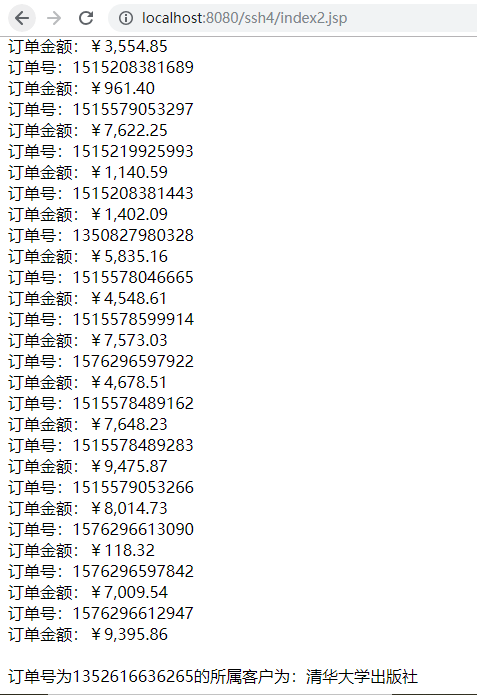 localhost:8080/ssh4/index2.jsp
订单金额：￥3,554.85
订单号：1515208381689
订单金额：￥961.40
订单号：1515579053297
订单金额：￥7,622.25
订单号：1515219925993
订单金额：￥1,140.59
订单号：1515208381443
订单金额：￥1,402.09
订单号：1350827980328
订单金额：￥5,835.16
订单号：1515578046665
订单金额：￥4,548.61
订单号：1515578599914
订单金额：￥7,573.03
订单号：1576296597922
订单金额：￥4,678.51
订单号：1515578489162
订单金额：￥7,648.23
订单号：1515578489283
订单金额：￥9,475.87
订单号：1515579053266
订单金额：￥8,014.73
订单号：1576296613090
订单金额：￥118.32
订单号：1576296597842
订单金额：￥7,009.54
订单号：1576296612947
订单金额：￥9,395.86
订单号为1352616636265的所属客户为：清华大学出版社